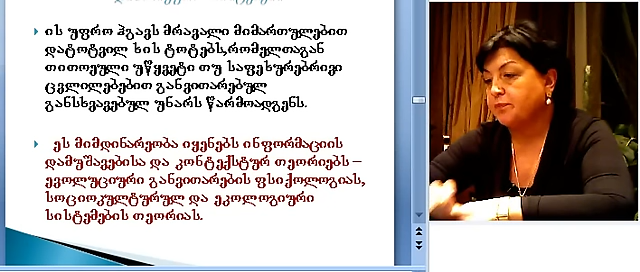 ის უფრო ჰგავს მრავალი მიმართულებით
დატოტვილ ხის ტოტებს,რომელთაგან
თითოეული უწყვეტი თუ საფეხურებრივი
ცვლილებებით განვითარებულ
განსხვავებულ უნარს წარმოადგენს.
ეს მიმდინარეობა იყენებს ინფორმაციის
დამუშავებისა და კონტექსტურ თეორიებს –
ევოლუციური განვითარების ფსიქოლოგიას,
სოციოკულტურულ და ეკოლოგიური
სისტემების თეორიას.